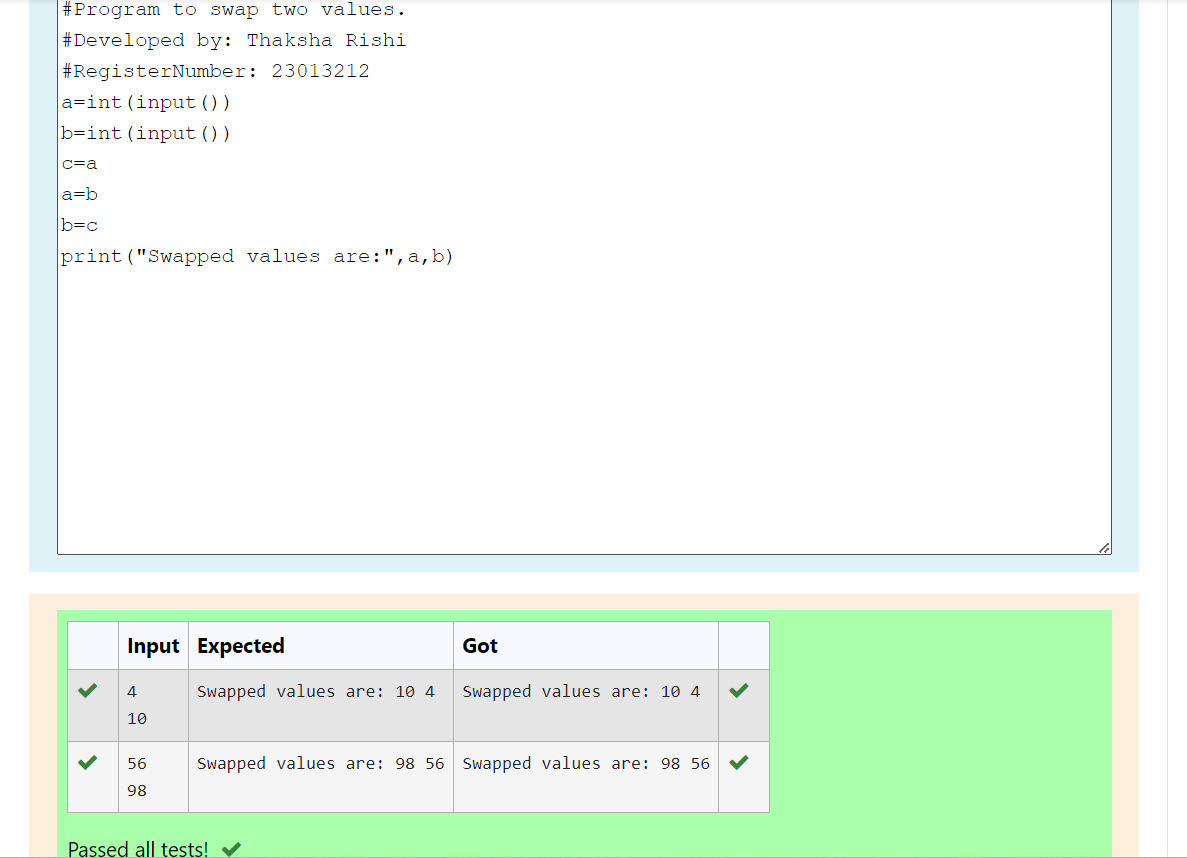 #Program to swap two values.
#Developed by: Thaksha Rishi
#RegisterNumber: 23013212
a=int(input())
b=int(input())
c=a
a=b
b=c
print("Swapped values are:",a,b)
Input Expected Got
4 Swapped values are: 10 4 Swapped values are: 10 4
10
56 Swapped values are: 98 56 Swapped values are: 98 56
98
Passed all tests!